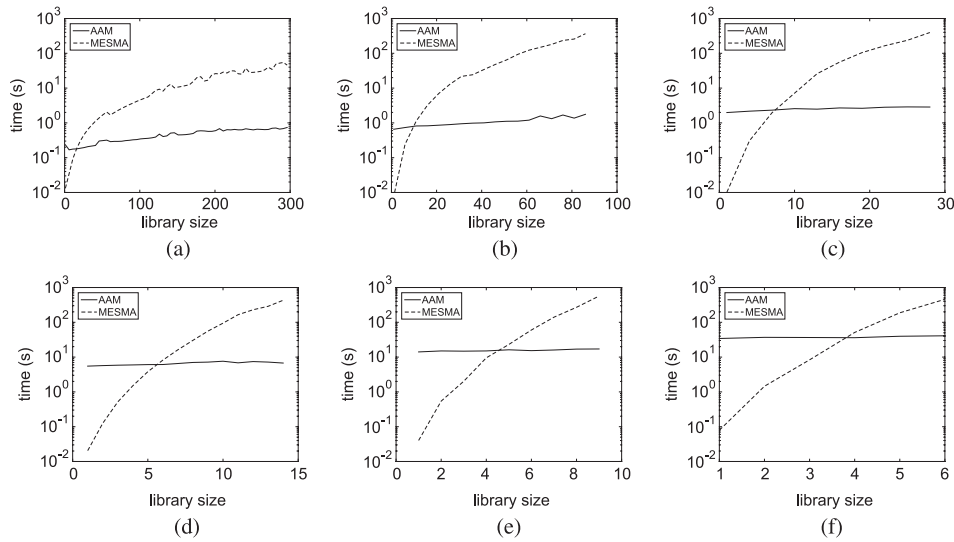 10^3
10^2
10^1
10^0
10^-1
10^-2
time (s)
AAM
MESMA
0 100 200 300
library size
(a)
10^3
10^2
10^1
10^0
10^-1
10^-2
time (s)
AAM
MESMA
0 20 40 60 80 100
library size
(b)
10^3
10^2
10^1
10^0
10^-1
10^-2
time (s)
AAM
MESMA
0 10 20 30
library size
(c)
10^3
10^2
10^1
10^0
10^-1
10^-2
time (s)
AAM
MESMA
0 5 10 15
library size
(d)
10^3
10^2
10^1
10^0
10^-1
10^-2
time (s)
AAM
MESMA
0 2 4 6 8 10
library size
(e)
10^3
10^2
10^1
10^0
10^-1
10^-2
time (s)
AAM
MESMA
1 2 3 4 5 6
library size
(f)